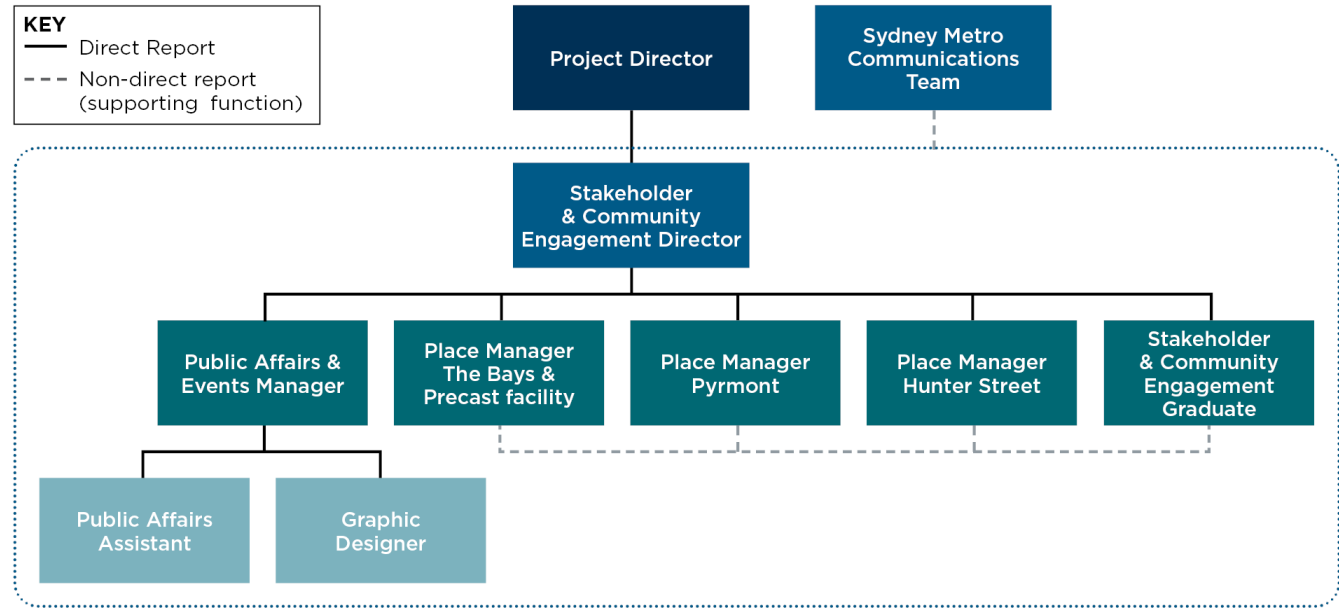 KEY
Direct Report
Non-direct report
(supporting function)
Project Director
Sydney Metro
Communications
Team
Stakeholder
& Community
Engagement Director
Public Affairs &
Events Manager
Place Manager
The Bays &
Precast facility
Place Manager
Pyrmont
Place Manager
Hunter Street
Stakeholder
& Community
Engagement
Graduate
Public Affairs
Assistant
Graphic
Designer